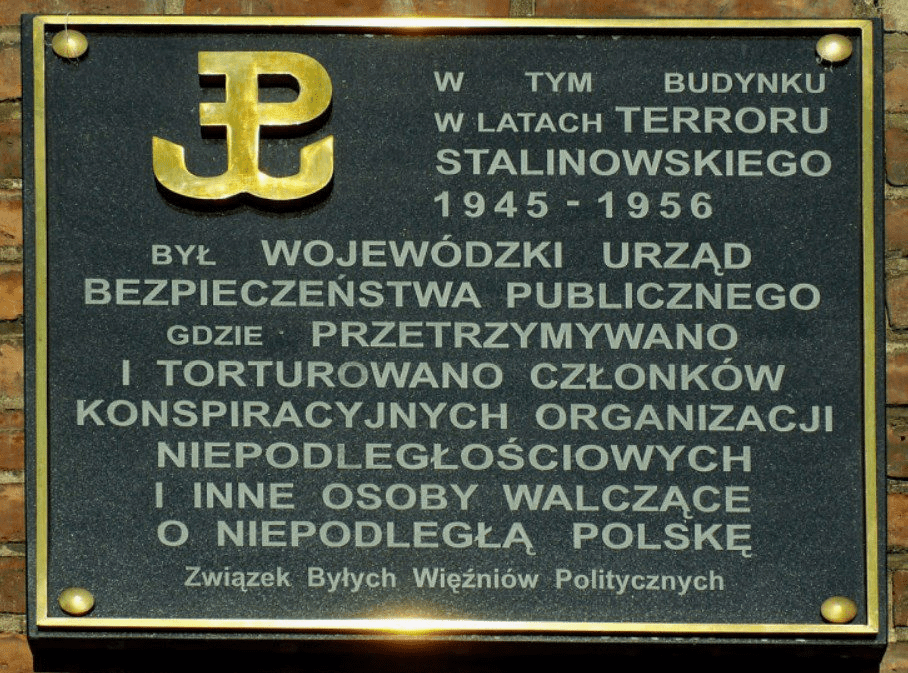 W TYM BUDYNKU
W LATACH TERRORU
STALINOWSKIEGO
1945 - 1956
BYŁ WOJEWÓDZKI URZĄD
BEZPIECZEŃSTWA PUBLICZNEGO
GDZIE PRZETRZYMYWANO
I TORTUROWANO CZŁONKÓW
KONSPIRACYJNYCH ORGANIZACJI
NIEPODLEGŁOŚCIOWYCH
I INNE OSOBY WALCZĄCE
O NIEPODLEGŁĄ POLSKĘ
Związek Byłych Więźniów Politycznych